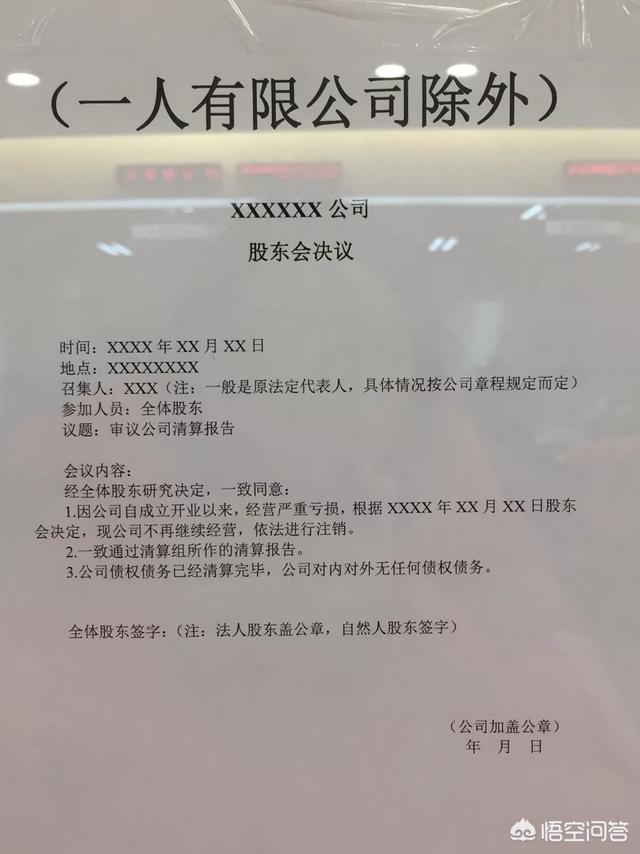 （一人有限公司除外）
XXXXXX 公司
股东会决议
时间：XXXX 年 XX 月 XX 日
地点：XXXXXXXX
召集人：XXX（注：一般是原法定代表人，具体情况按公司章程规定而定）
参加人员：全体股东
议题：审议公司清算报告
会议内容：
经全体股东研究决定，一致同意：
1.因公司自成立开业以来，经营严重亏损，根据 XXXX 年 XX 月 XX 日股东
会决定，现公司不再继续经营，依法进行注销。
2.一致通过清算组所作的清算报告。
3.公司债权债务已经清算完毕，公司对内对外无任何债权债务。
全体股东签字：（注：法人股东盖公章，自然人股东签字）
（公司加盖公章）
年 月 日
悟空问答